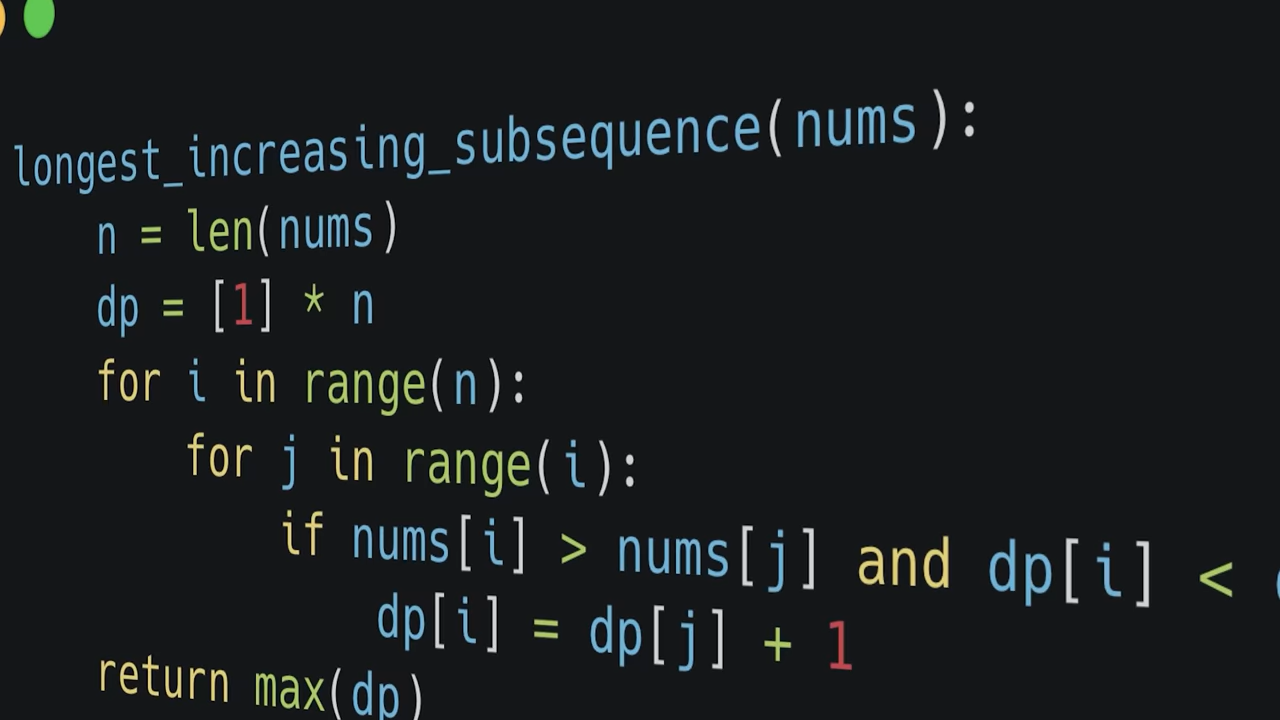 longest_increasing_subsequence(nums):
n = len(nums)
dp = [1] * n
for i in range(n):
for j in range(i):
if nums[i] > nums[j] and dp[i] <
dp[i] = dp[j] + 1
return max(dp)